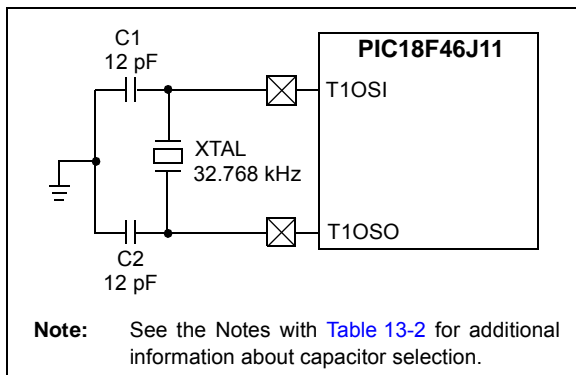 C1
12 pF
PIC18F46J11
T1OSI
XTAL
32.768 kHz
T1OSO
C2
12 pF
Note: See the Notes with Table 13-2 for additional
information about capacitor selection.